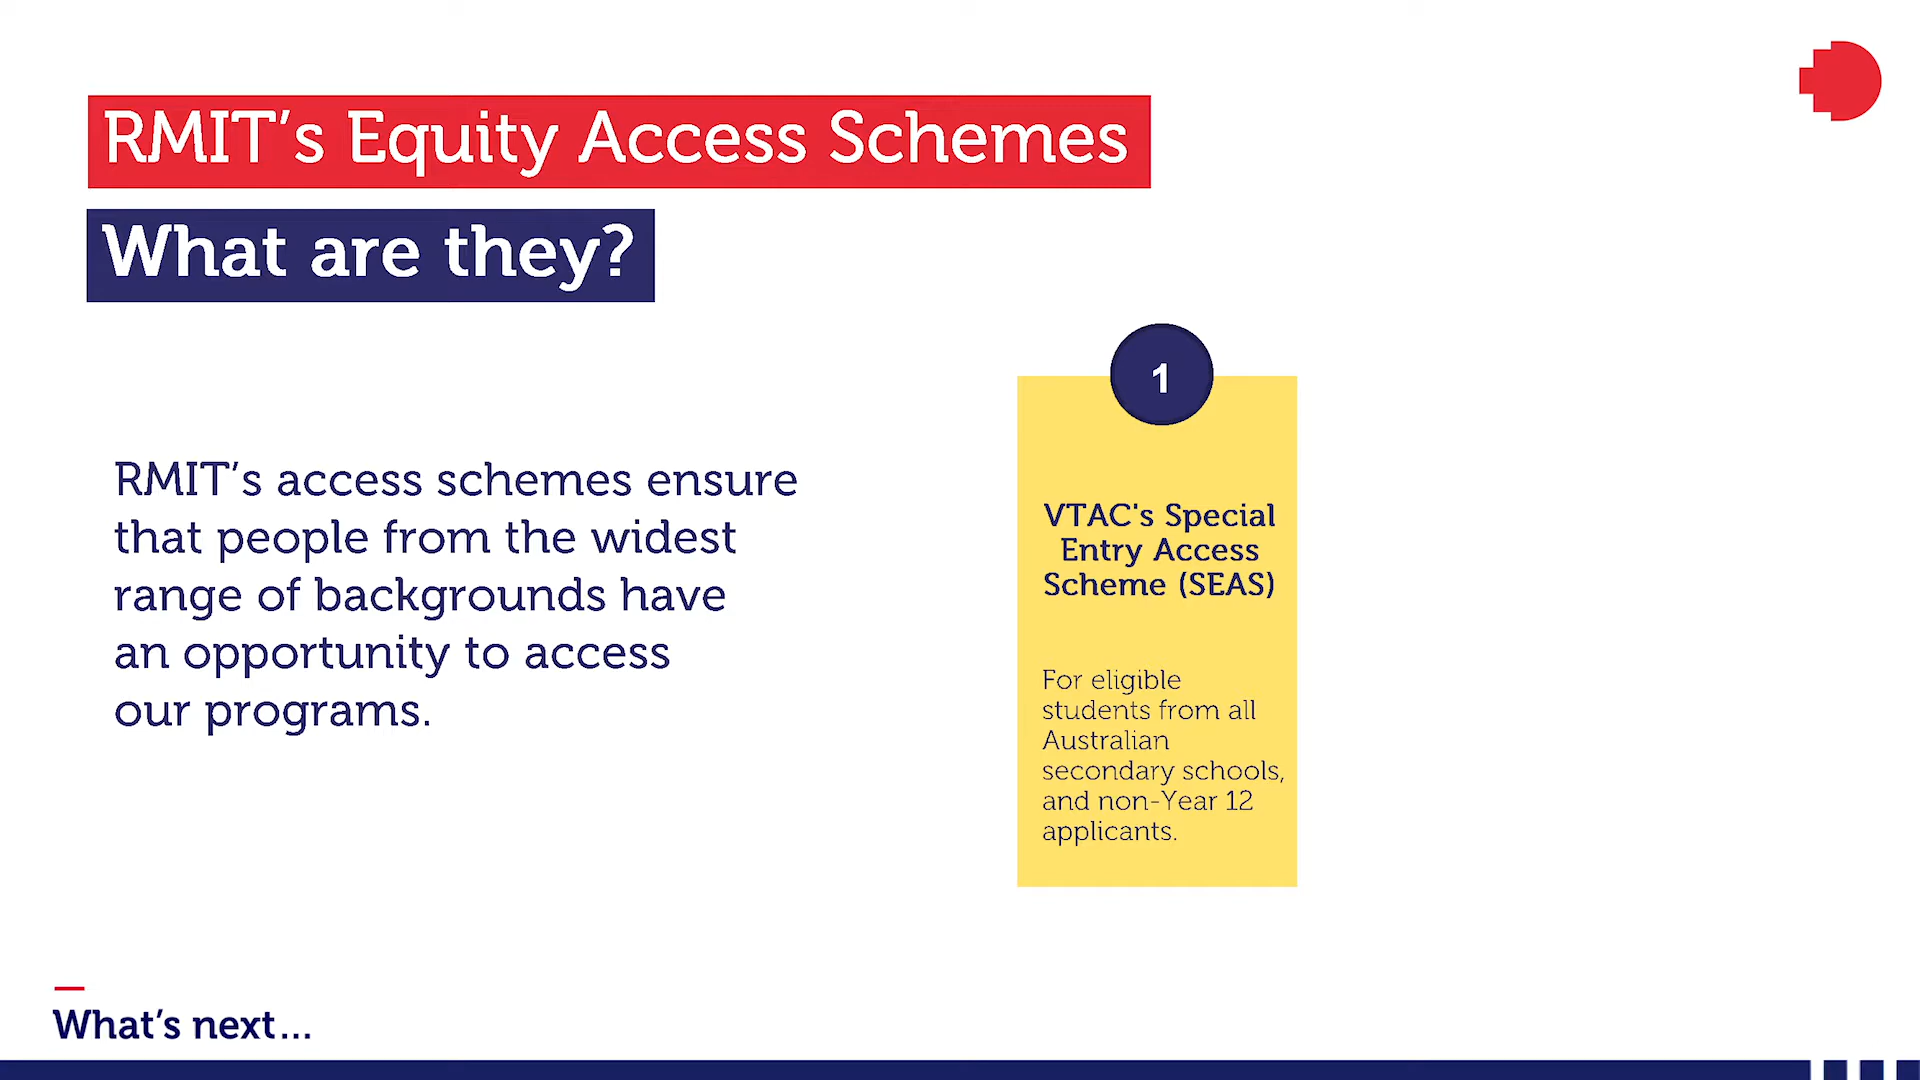 RMIT’s Equity Access Schemes
What are they?
RMIT’s access schemes ensure
that people from the widest
range of backgrounds have
an opportunity to access
our programs.
1
VTAC's Special
Entry Access
Scheme (SEAS)
For eligible
students from all
Australian
secondary schools,
and non-Year 12
applicants.
What’s next...